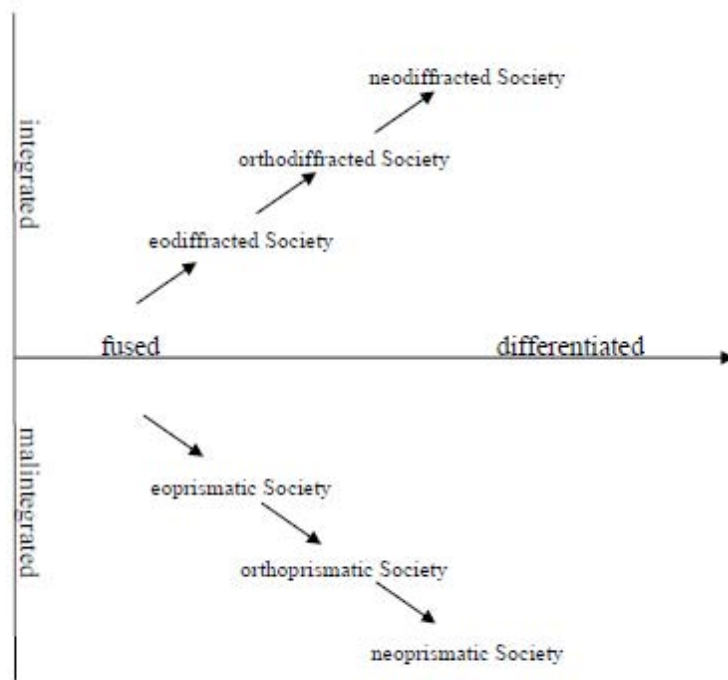 neodiffracted Society
integrated
orthodiffracted Society
eodiffracted Society
fused
differentiated
malintegrated
eoprismatic Society
orthoprismatic Society
neoprismatic Society